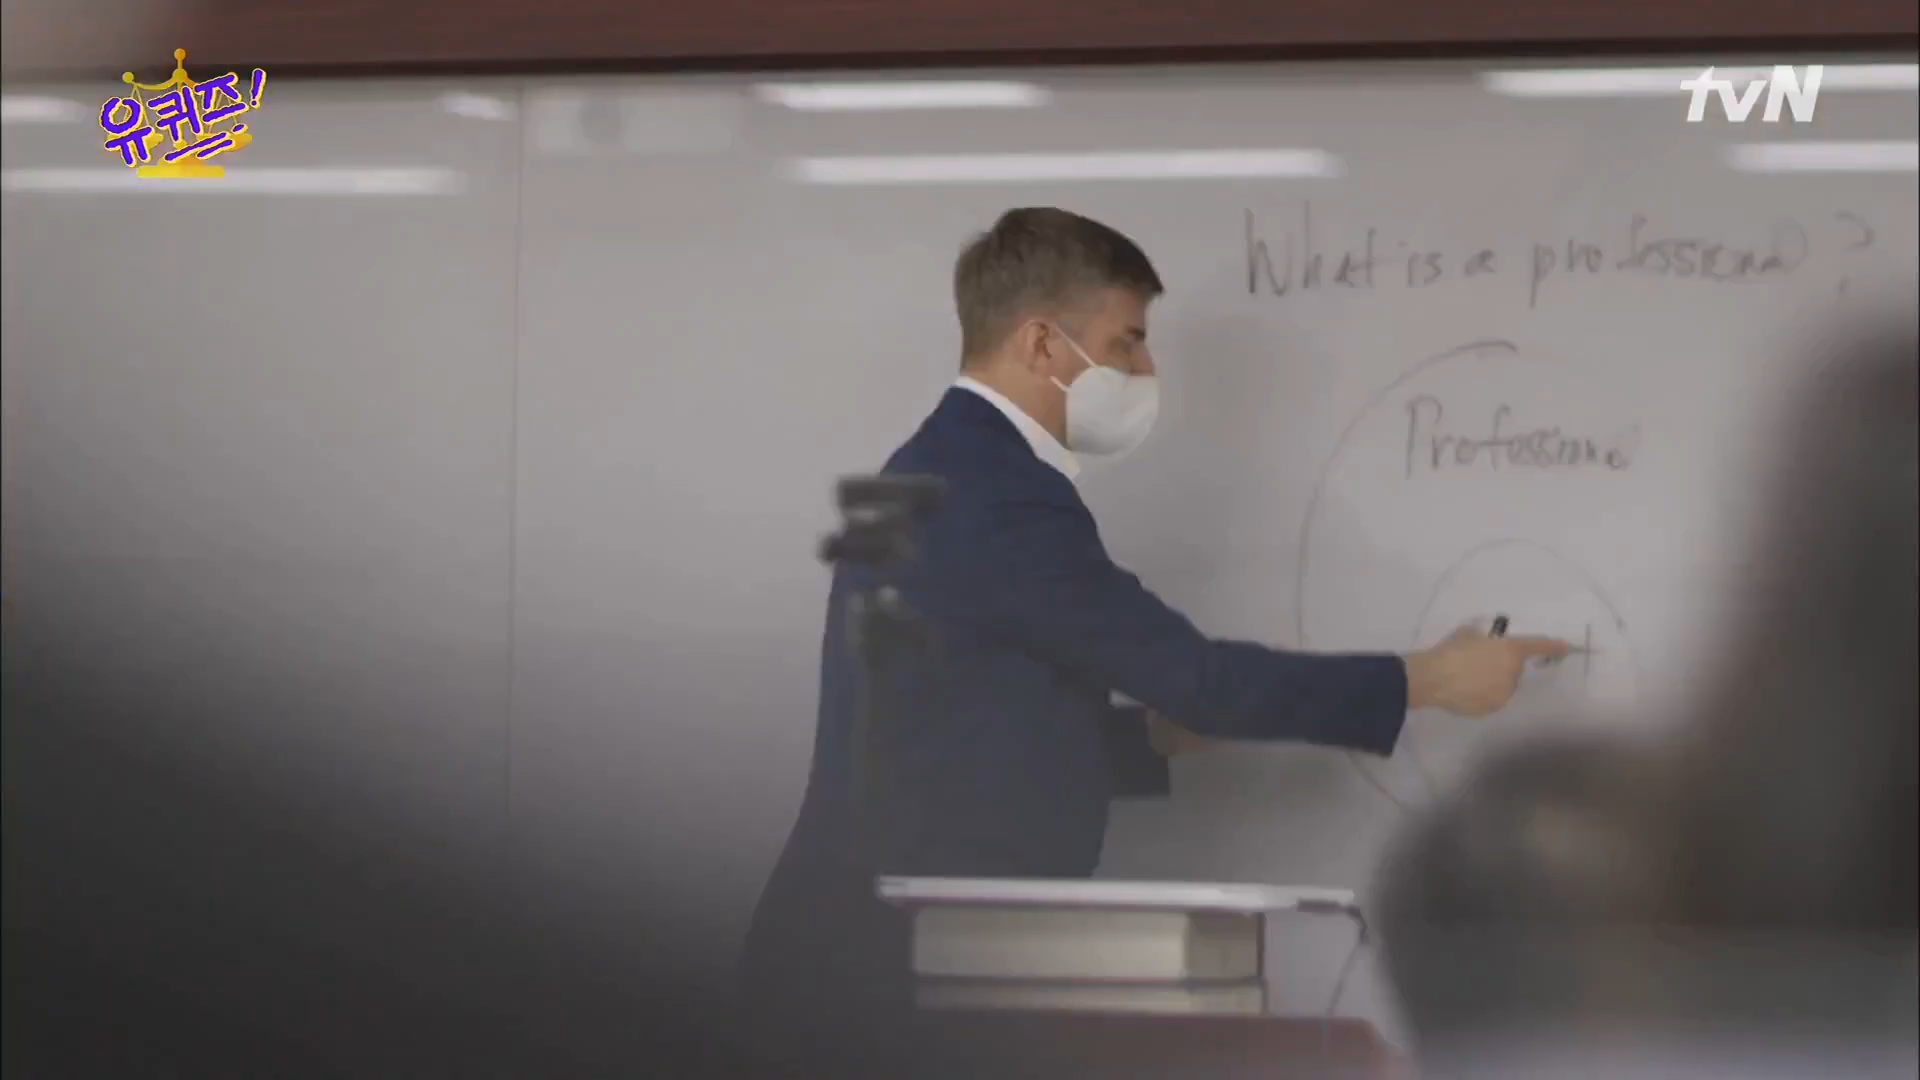 유퀴즈!
tvN
What is a professional?
Professional